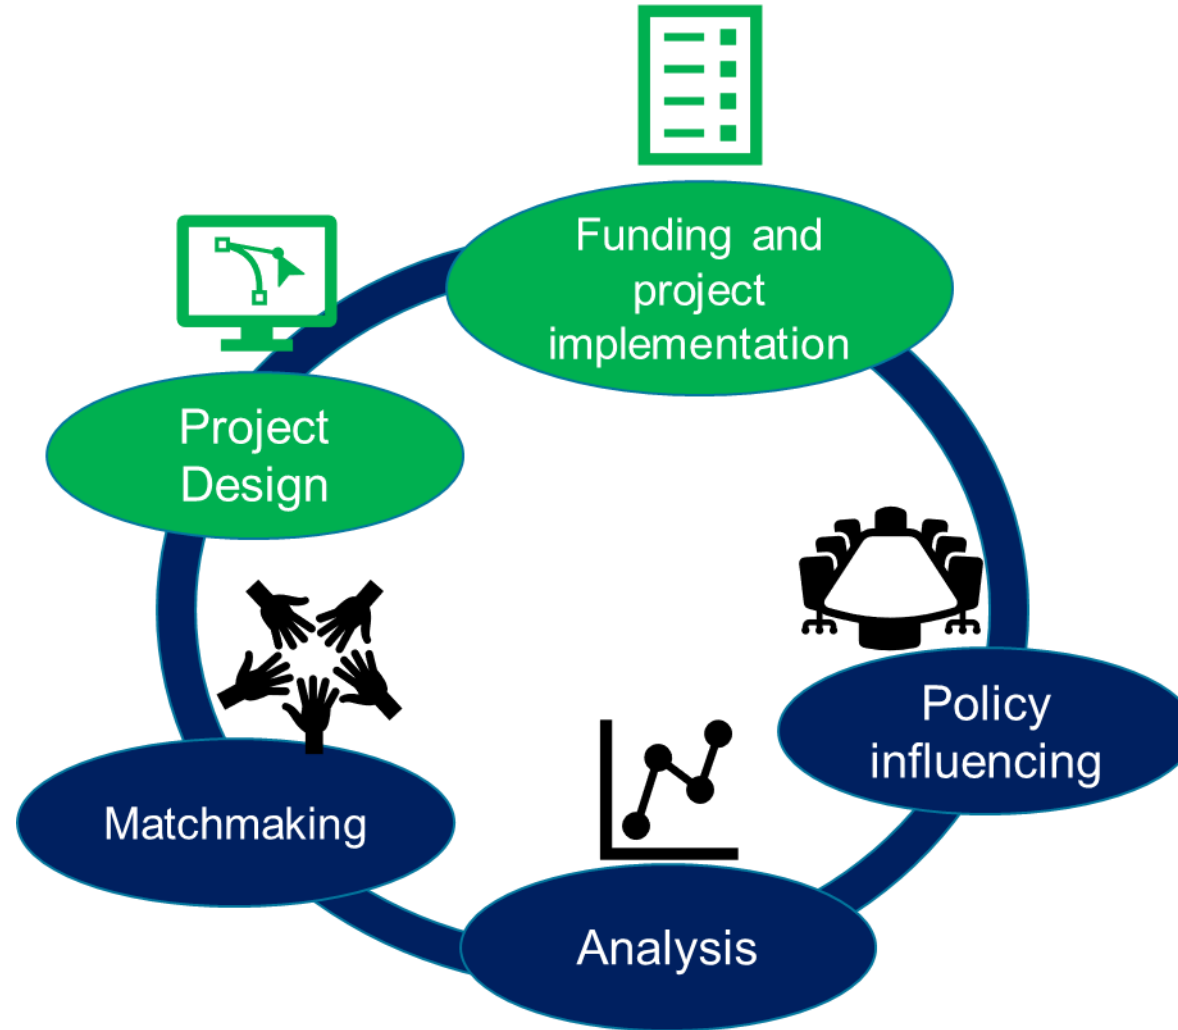 Funding and
project
implementation
Project
Design
Policy
influencing
Matchmaking
Analysis